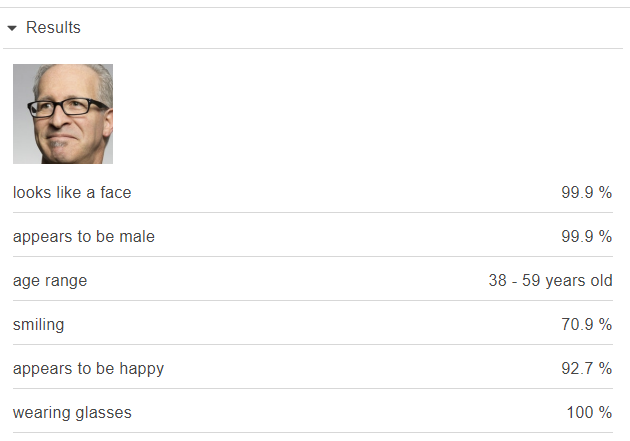 Results
looks like a face 99.9 %
appears to be male 99.9 %
age range 38 - 59 years old
smiling 70.9 %
appears to be happy 92.7 %
wearing glasses 100 %